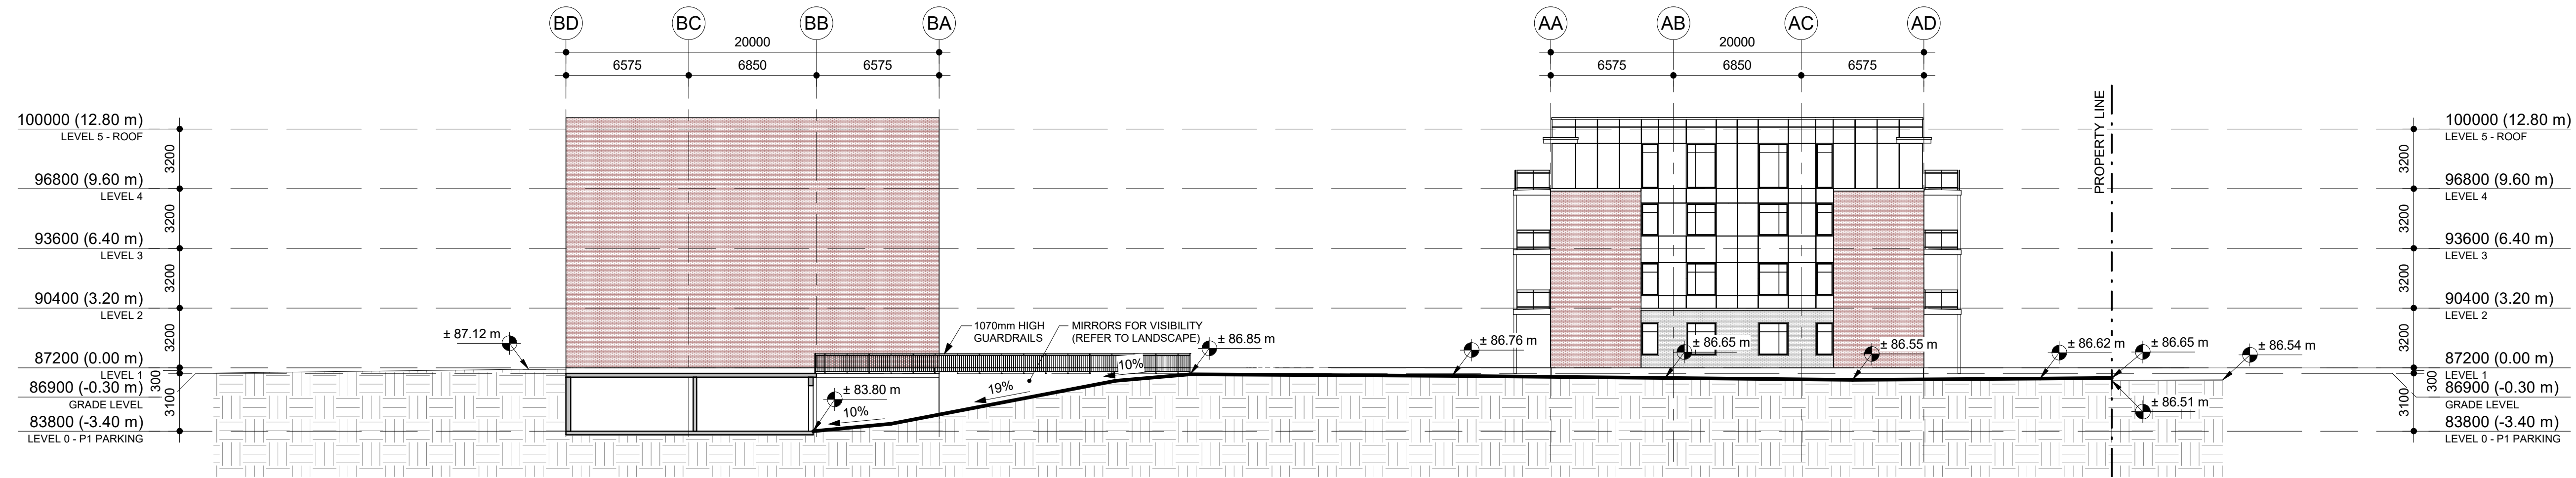 BD
BC
BB
BA
AA
AB
AC
AD
20000
20000
6575
6850
6575
6575
6850
6575
PROPERTY LINE
100000 (12.80 m)
LEVEL 5 - ROOF
3200
96800 (9.60 m)
LEVEL 4
3200
93600 (6.40 m)
LEVEL 3
3200
90400 (3.20 m)
LEVEL 2
3200
87200 (0.00 m)
LEVEL 1
300
86900 (-0.30 m)
GRADE LEVEL
3100
83800 (-3.40 m)
LEVEL 0 - P1 PARKING
± 87.12 m
1070mm HIGH
GUARDRAILS
MIRRORS FOR VISIBILITY
(REFER TO LANDSCAPE)
± 86.85 m
10%
19%
± 83.80 m
10%
± 86.76 m
± 86.65 m
± 86.55 m
± 86.62 m
± 86.65 m
± 86.54 m
± 86.51 m
100000 (12.80 m)
LEVEL 5 - ROOF
3200
96800 (9.60 m)
LEVEL 4
3200
93600 (6.40 m)
LEVEL 3
3200
90400 (3.20 m)
LEVEL 2
3200
87200 (0.00 m)
LEVEL 1
300
86900 (-0.30 m)
GRADE LEVEL
3100
83800 (-3.40 m)
LEVEL 0 - P1 PARKING